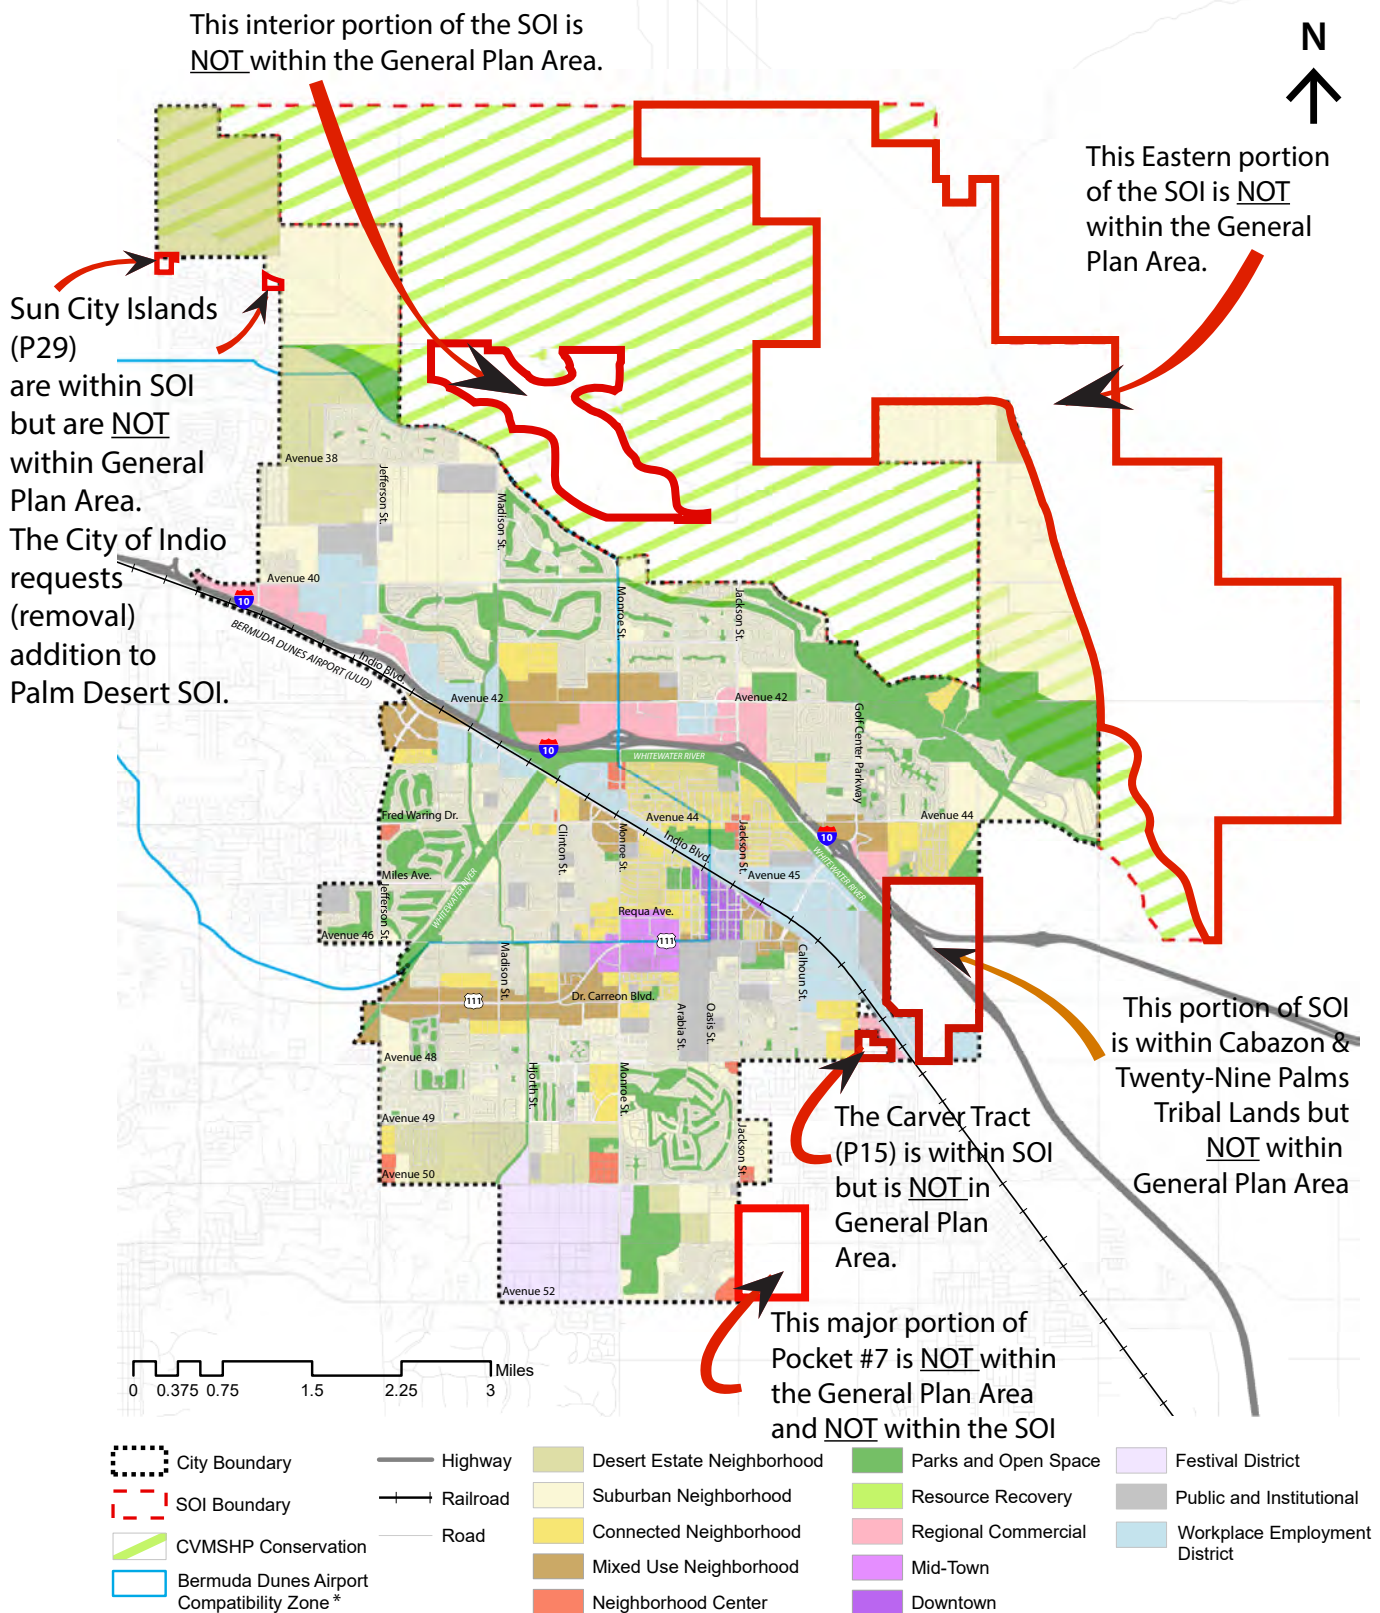 This interior portion of the SOI is
NOT within the General Plan Area.
N
This Eastern portion
of the SOI is NOT
within the General
Plan Area.
Sun City Islands
(P29)
are within SOI
but are NOT
within General
Plan Area.
The City of Indio
requests
(removal)
addition to
Palm Desert SOI.
Avenue 38
Jefferson St.
Madison St.
Avenue 40
10
BERMUDA DUNES AIRPORT (UUD)
Indio Blvd.
Monroe St.
Jackson St.
Avenue 42
Avenue 42
Golf Center Parkway
10
WHITEWATER RIVER
Fred Waring Dr.
Clinton St.
Monroe St.
Avenue 44
Indio Blvd.
Jackson St.
10
Avenue 44
WHITEWATER RIVER
Miles Ave.
Jefferson St.
WHITEWATER RIVER
Avenue 45
Requa Ave.
111
Avenue 46
Madison St.
Calhoun St.
111
Dr. Carreon Blvd.
Arabia St.
Oasis St.
This portion of SOI
is within Cabazon &
Twenty-Nine Palms
Tribal Lands but
NOT within
General Plan Area
Avenue 48
Hjorth St.
Monroe St.
Avenue 49
Jackson St.
Avenue 50
The Carver Tract
(P15) is within SOI
but is NOT in
General Plan
Area.
Avenue 52
This major portion of
Pocket #7 is NOT within
the General Plan Area
and NOT within the SOI
Miles
0 0.375 0.75 1.5 2.25 3
City Boundary
SOI Boundary
CVMSHP Conservation
Bermuda Dunes Airport
Compatibility Zone *
Highway
Railroad
Road
Desert Estate Neighborhood
Suburban Neighborhood
Connected Neighborhood
Mixed Use Neighborhood
Neighborhood Center
Parks and Open Space
Resource Recovery
Regional Commercial
Mid-Town
Downtown
Festival District
Public and Institutional
Workplace Employment
District